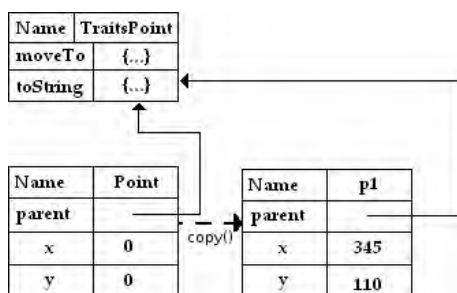 Name TraitsPoint
moveTo {...}
toString {...}
Name Point
parent
x 0
y 0
copy()
Name p1
parent
x 345
y 110